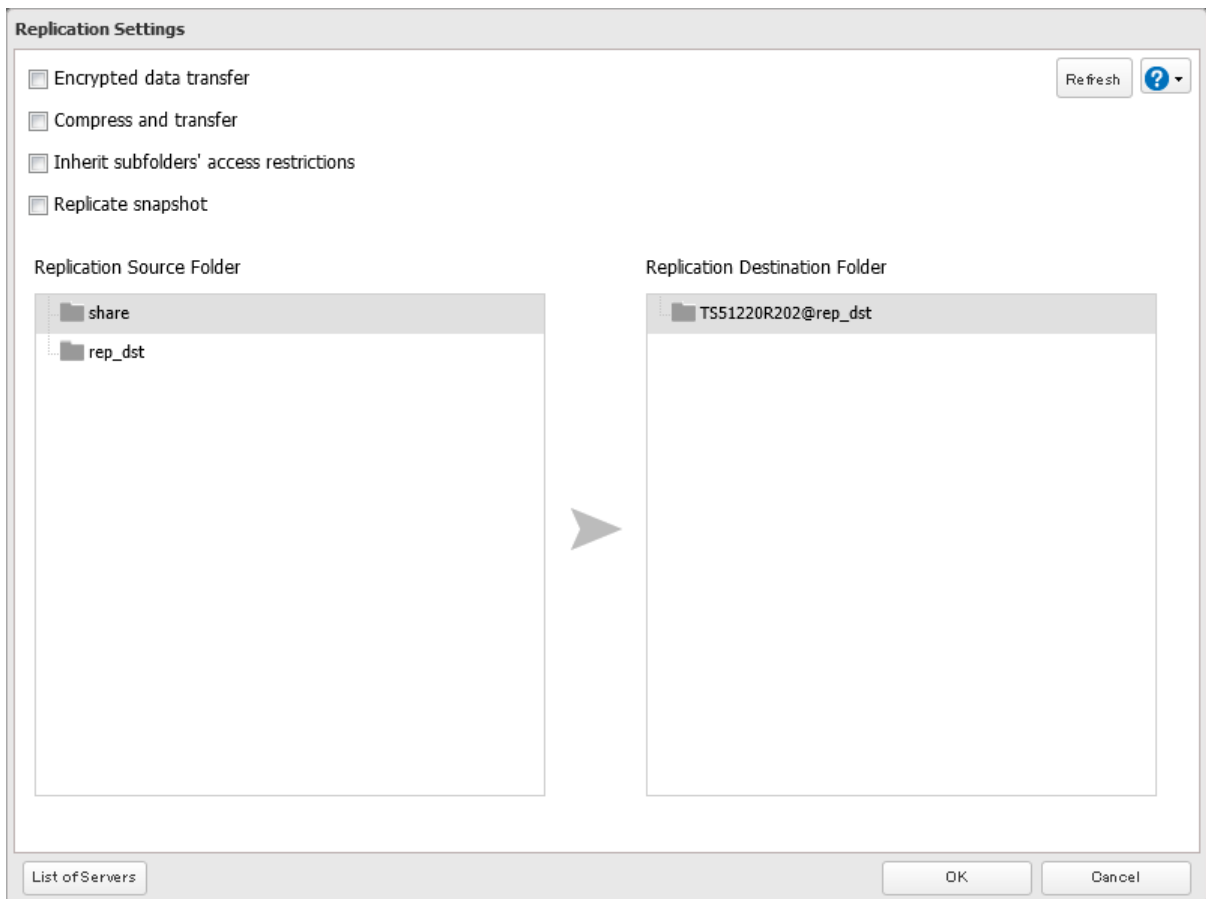 Replication Settings
Encrypted data transfer
Refresh
?
Compress and transfer
Inherit subfolders' access restrictions
Replicate snapshot
Replication Source Folder
Replication Destination Folder
share
TS51220R202@rep_dst
rep_dst
List of Servers
OK
Cancel